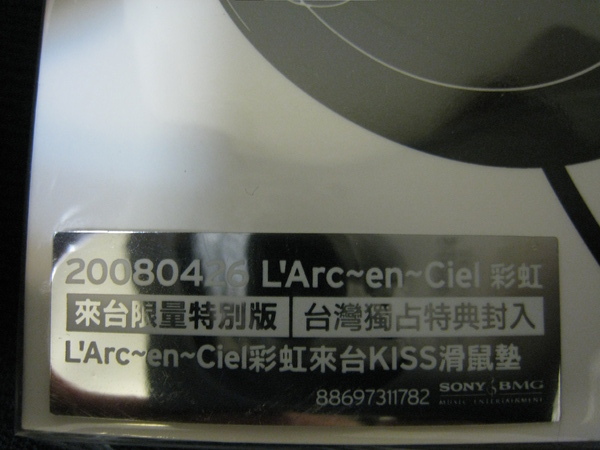 20080426 L'Arc~en~Ciel 彩虹
來台限量特別版 台灣獨占特典封入
L'Arc~en~Ciel彩虹來台KISS滑鼠墊
88697311782 SONY BMG
MUSIC ENTERTAINMENT